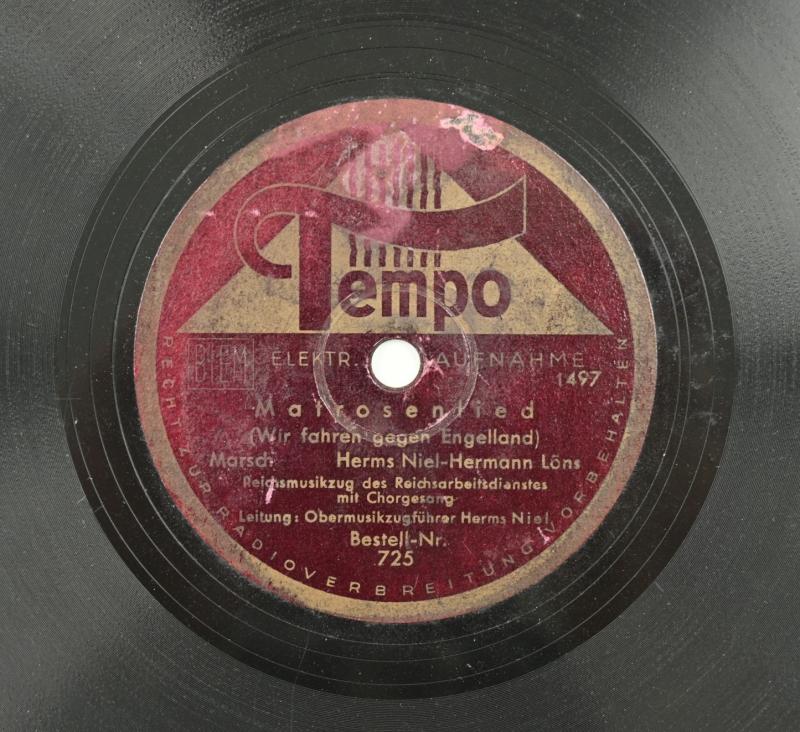 Tempo
BIEM ELEKTR. AUFNAHME
1497
Matrosenlied
(Wir fahren gegen Engelland)
Marsch Herms Niel-Hermann Löns
Reichsmusikzug des Reichsarbeitsdienstes
mit Chorgesang
Leitung: Obermusikzugführer Herms Niel
Bestell-Nr.
725
RECHT ZUR RADIOVERBREITUNG VORBEHALTEN